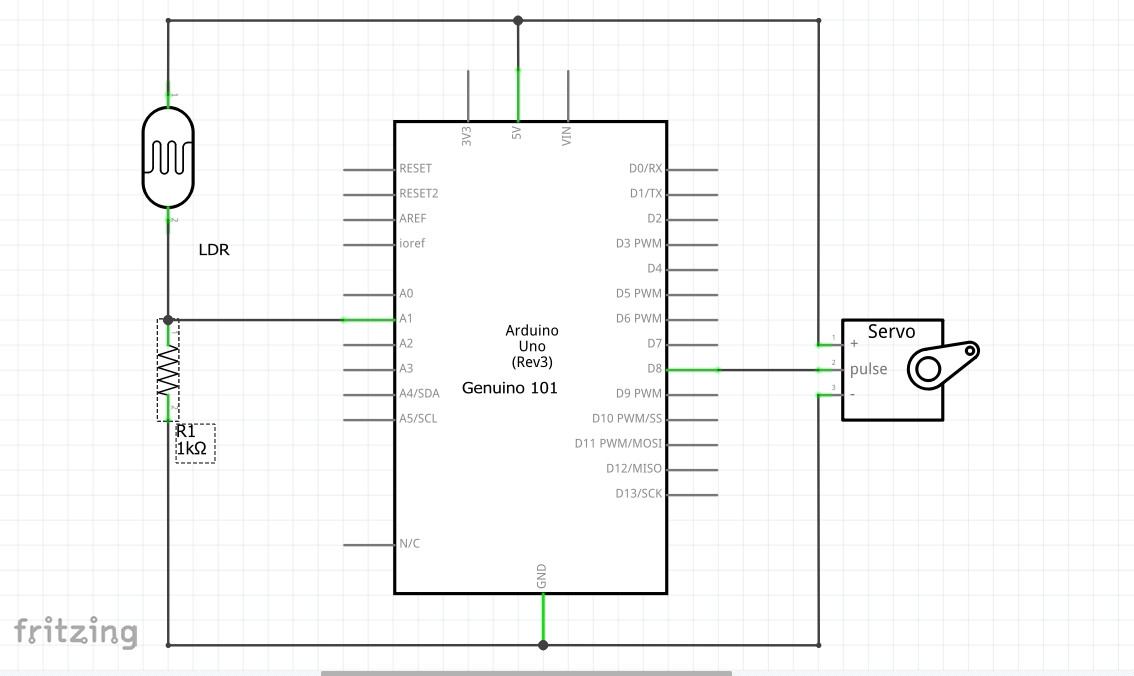 3V3
5V
VIN
1
2
LDR
RESET
RESET2
AREF
ioref
A0
A1
A2
A3
A4/SDA
A5/SCL
N/C
D0/RX
D1/TX
D2
D3 PWM
D4
D5 PWM
D6 PWM
D7
D8
D9 PWM
D10 PWM/SS
D11 PWM/MOSI
D12/MISO
D13/SCK
Arduino
Uno
(Rev3)
Genuino 101
GND
1
2
R1
1kΩ
Servo
1
+
2
pulse
3
-
fritzing